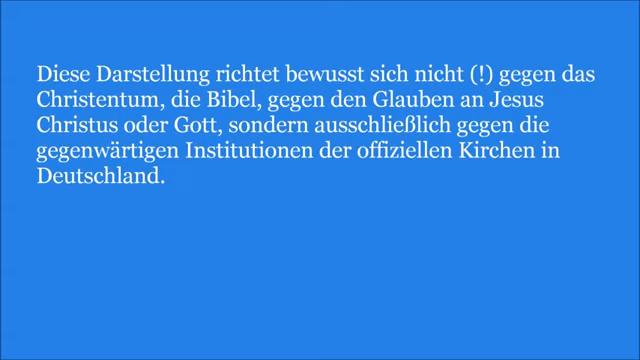 Diese Darstellung richtet bewusst sich nicht (!) gegen das
Christentum, die Bibel, gegen den Glauben an Jesus
Christus oder Gott, sondern ausschließlich gegen die
gegenwärtigen Institutionen der offiziellen Kirchen in
Deutschland.